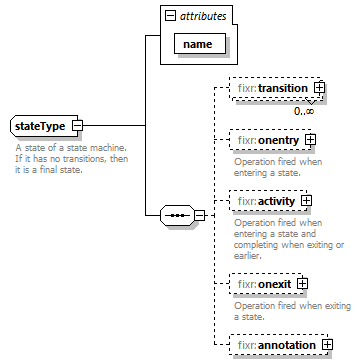 attributes
name
fixr:transition
0..∞
stateType
A state of a state machine.
If it has no transitions, then
it is a final state.
fixr:onentry
Operation fired when
entering a state.
fixr:activity
Operation fired when
entering a state and
completing when exiting or
earlier.
fixr:onexit
Operation fired when exiting
a state.
fixr:annotation